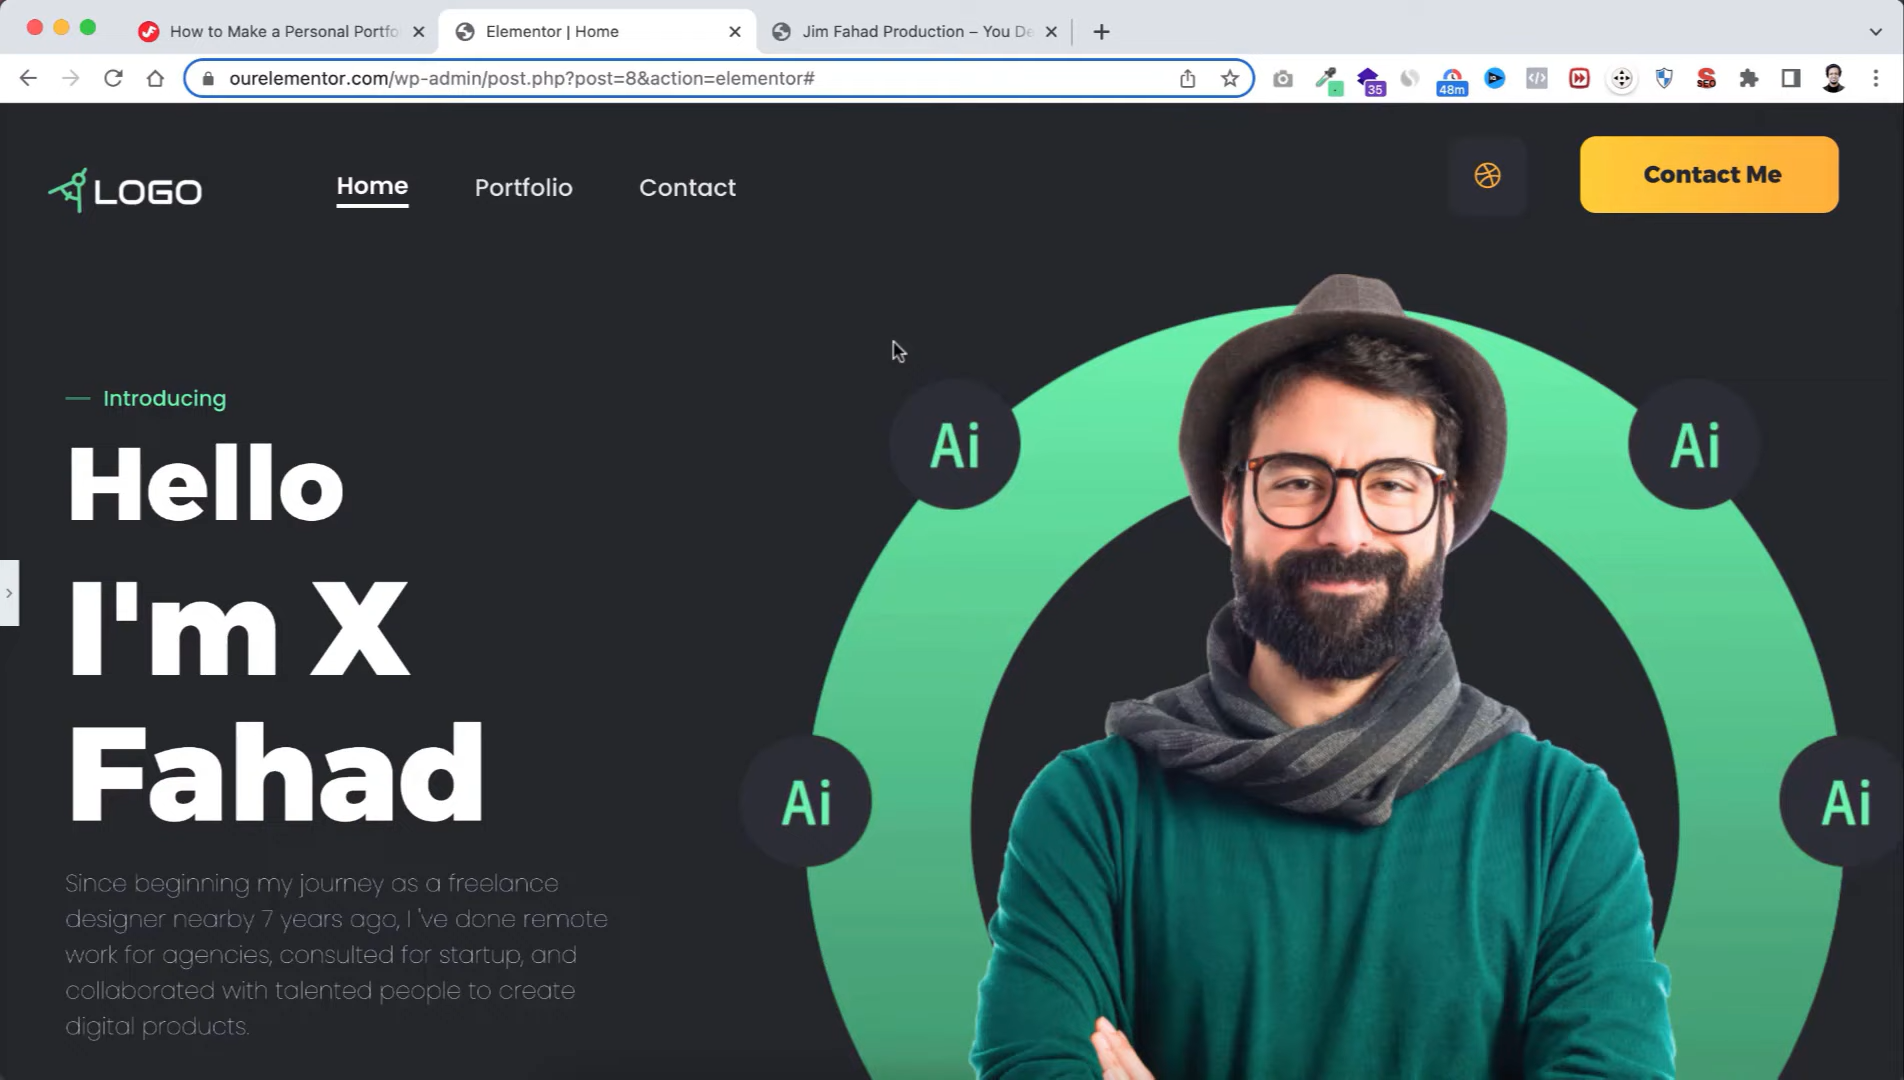 How to Make a Personal Portfo
Elementor | Home
Jim Fahad Production – You De
ourelementor.com/wp-admin/post.php?post=8&action=elementor#
35
48m
SEO
LOGO
Home
Portfolio
Contact
Contact Me
Introducing
Hello
I'm X
Fahad
Since beginning my journey as a freelance
designer nearby 7 years ago, I 've done remote
work for agencies, consulted for startup, and
collaborated with talented people to create
digital products.
Ai
Ai
Ai
Ai